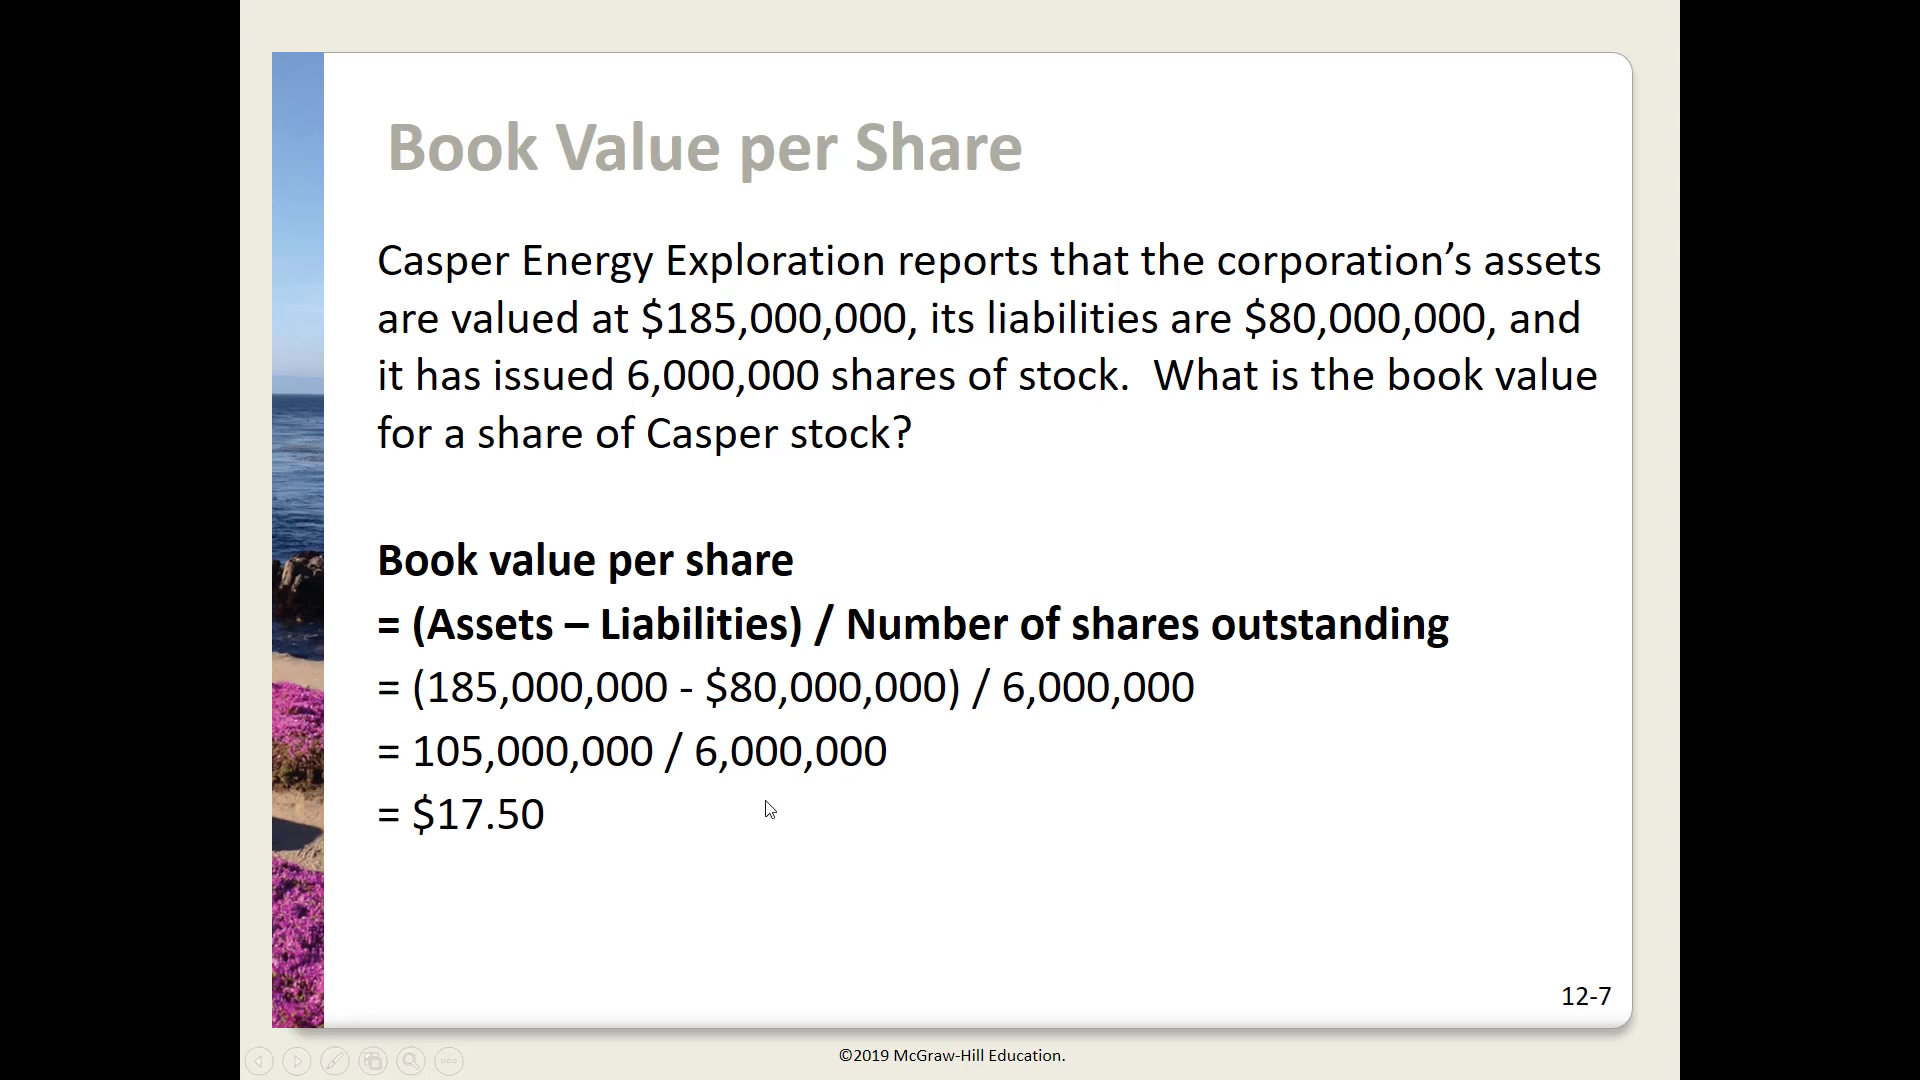 Book Value per Share
Casper Energy Exploration reports that the corporation’s assets
are valued at $185,000,000, its liabilities are $80,000,000, and
it has issued 6,000,000 shares of stock.  What is the book value
for a share of Casper stock?
Book value per share
= (Assets – Liabilities) / Number of shares outstanding
= (185,000,000 - $80,000,000) / 6,000,000
= 105,000,000 / 6,000,000
= $17.50
12-7
©2019 McGraw-Hill Education.